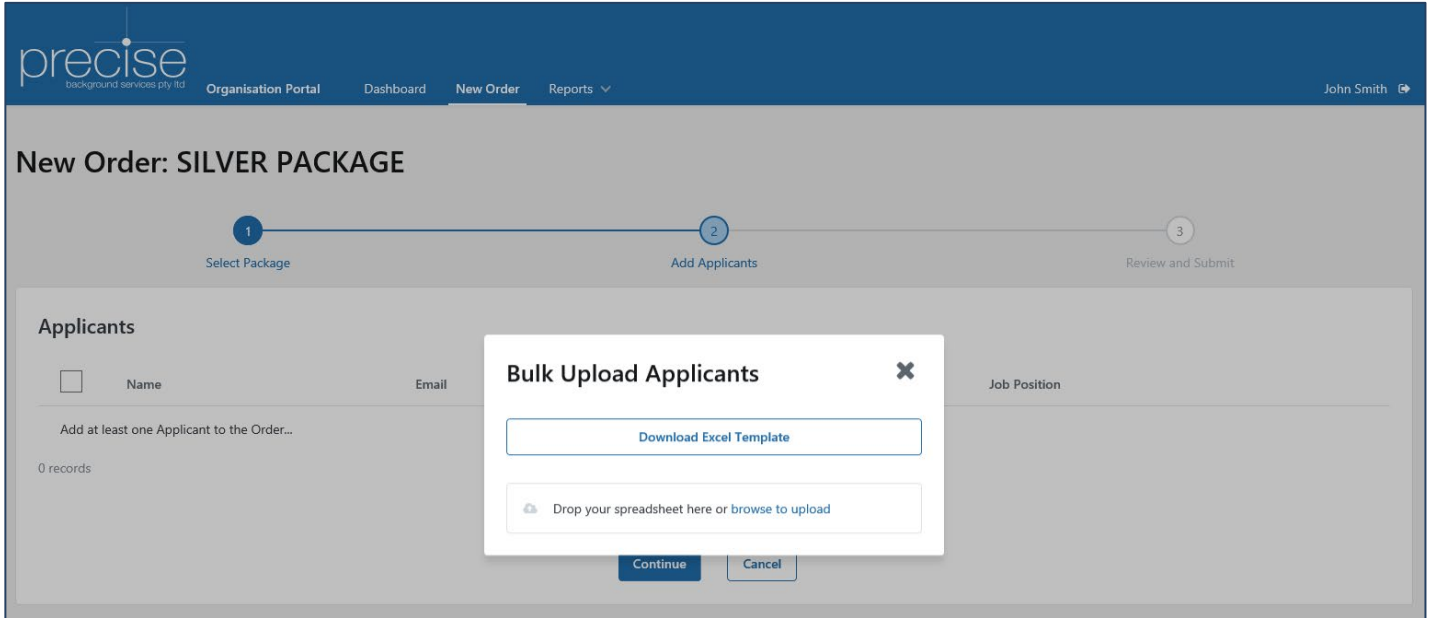 precise
background services pty ltd
Organisation Portal Dashboard New Order Reports John Smith
New Order: SILVER PACKAGE
1 2 3
Select Package Add Applicants Review and Submit
Applicants
Bulk Upload Applicants
Name Email Job Position
Download Excel Template
Add at least one Applicant to the Order...
0 records
Drop your spreadsheet here or browse to upload
Continue Cancel